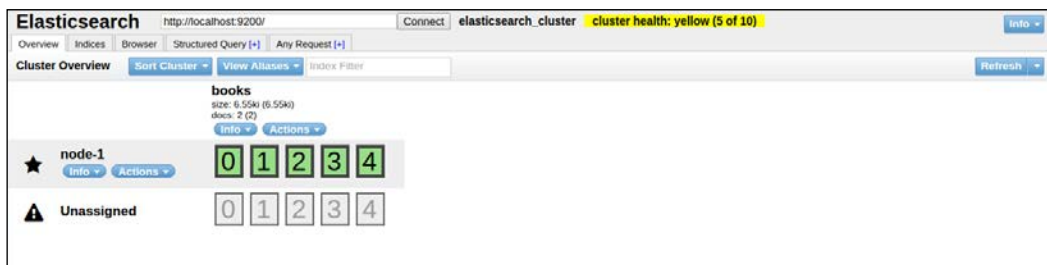 Elasticsearch http://localhost:9200/ Connect elasticsearch_cluster cluster health: yellow (5 of 10) Info
Overview Indices Browser Structured Query [+] Any Request [+]
Cluster Overview Sort Cluster View Aliases Index Filter Refresh
books
size: 6.55ki (6.55ki)
docs: 2 (2)
Info Actions
node-1
Info Actions
0 1 2 3 4
Unassigned
0 1 2 3 4